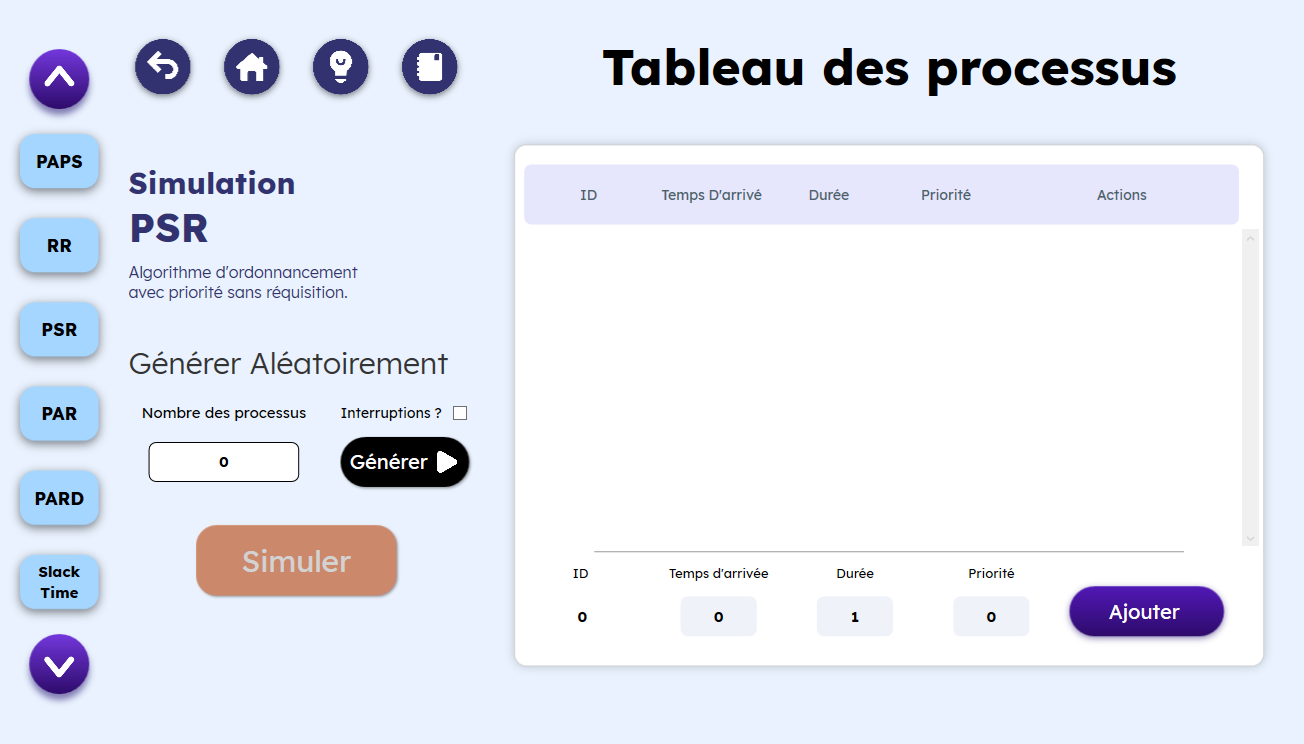 PAPS
RR
PSR
PAR
PARD
Slack
Time
Simulation
PSR
Algorithme d'ordonnancement
avec priorité sans réquisition.
Générer Aléatoirement
Nombre des processus
Interruptions ?
0
Générer
Simuler
Tableau des processus
ID Temps D'arrivé Durée Priorité Actions
ID Temps d'arrivée Durée Priorité
0 0 1 0 Ajouter